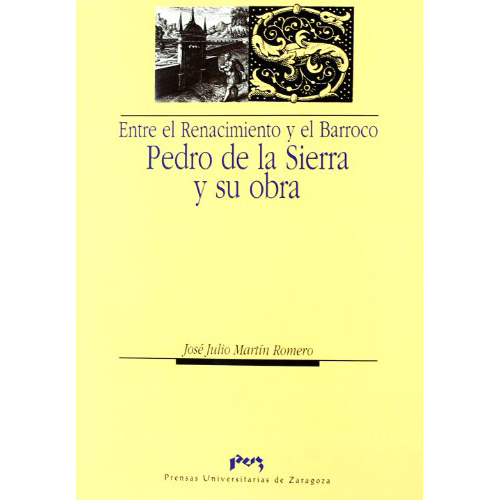 Entre el Renacimiento y el Barroco
Pedro de la Sierra
y su obra
José Julio Martín Romero
puz
Prensas Universitarias de Zaragoza